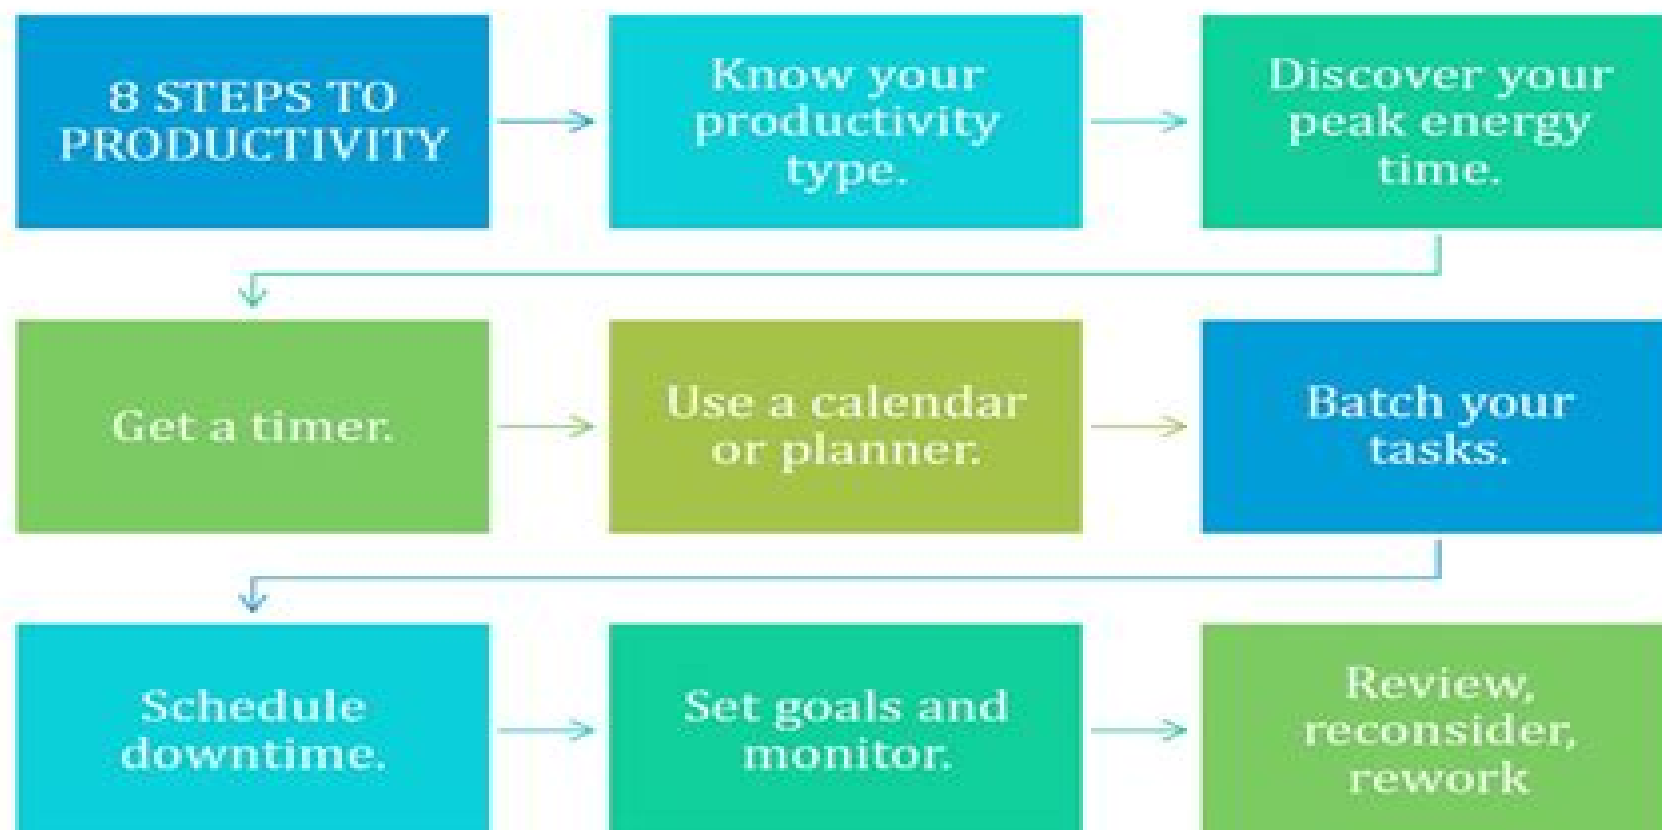 8 STEPS TO
PRODUCTIVITY
Know your
productivity
type.
Discover your
peak energy
time.
Get a timer.
Use a calendar
or planner.
Batch your
tasks.
Schedule
downtime.
Set goals and
monitor.
Review,
reconsider,
rework